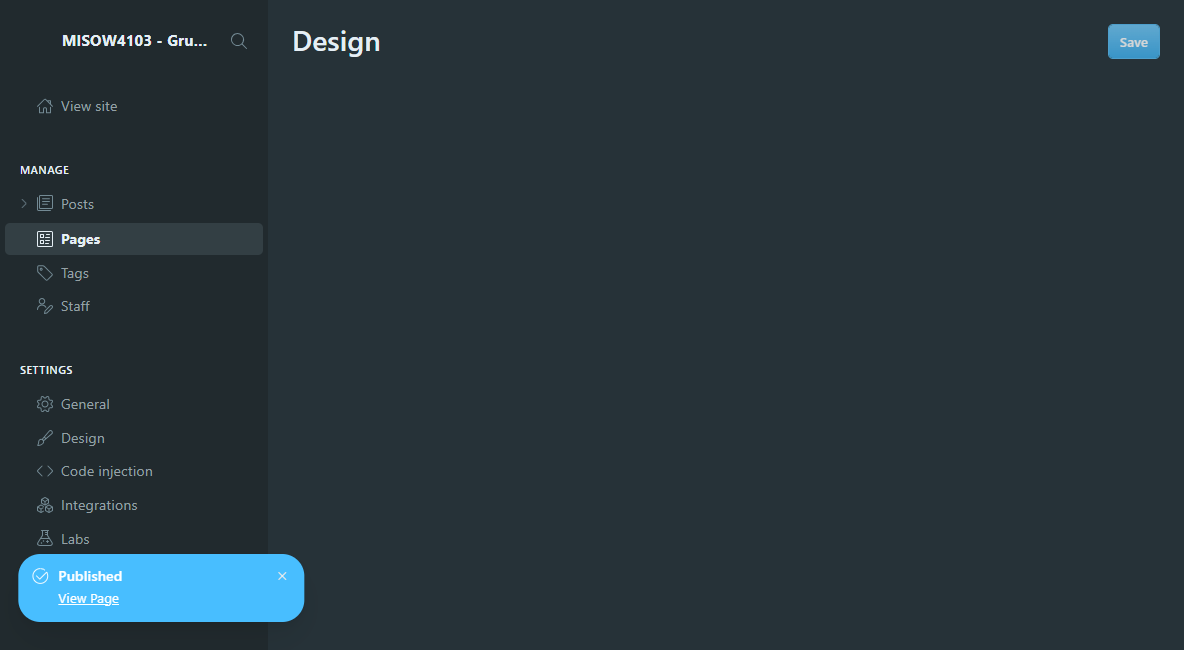 MISOW4103 - Gru...
View site
MANAGE
Posts
Pages
Tags
Staff
SETTINGS
General
Design
Code injection
Integrations
Labs
Published
View Page
Design
Save